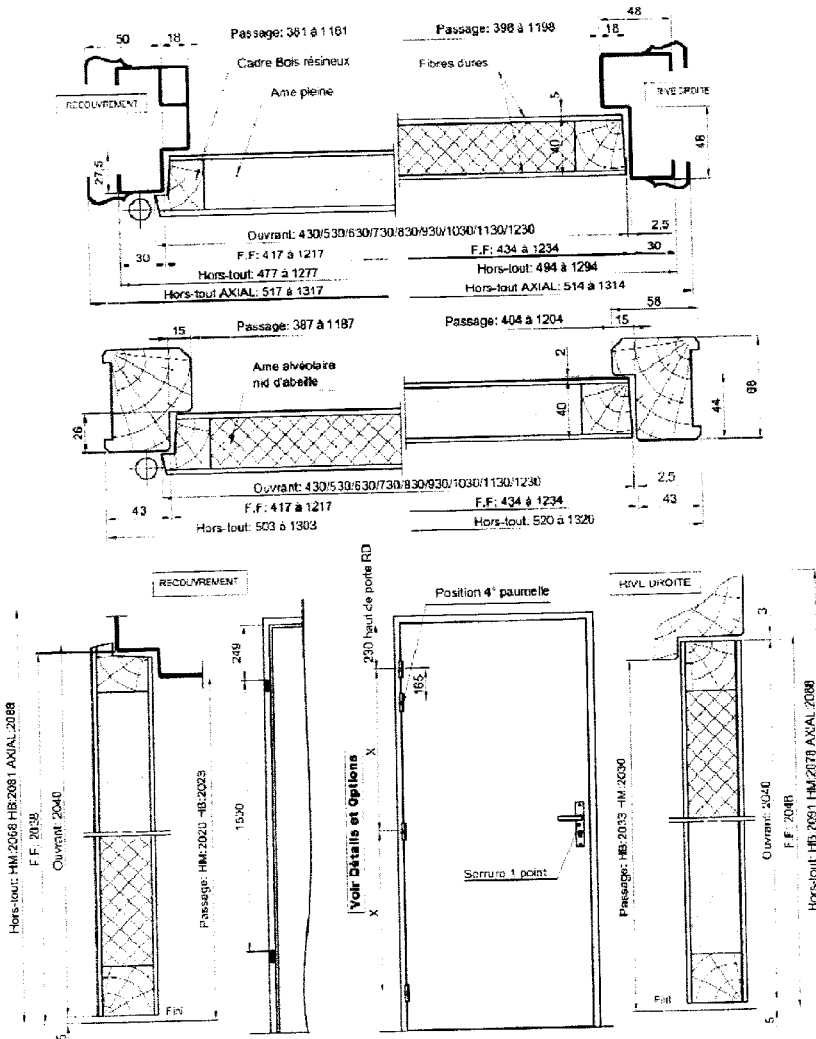 50
18
Passage: 381 à 1161
Passage: 398 à 1198
48
18
Cadre Bois résineux
Fibres dures
RECOUVREMENT
Ame pleine
RIVE DROITE
5
40
48
27,5
Ouvrant: 430/530/630/730/830/930/1030/1130/1230
2,5
30
F.F: 417 à 1217
F.F: 434 à 1234
30
Hors-tout: 477 à 1277
Hors-tout: 494 à 1294
Hors-tout AXIAL: 517 à 1317
Hors-tout AXIAL: 514 à 1314
58
15
Passage: 387 à 1187
Passage: 404 à 1204
15
Ame alvéolaire
nid d'abeille
2
40
44
68
26
Ouvrant: 430/530/630/730/830/930/1030/1130/1230
2,5
43
F.F: 417 à 1217
F.F: 434 à 1234
43
Hors-tout: 503 à 1303
Hors-tout: 520 à 1320
RECOUVREMENT
RIVE DROITE
Position 4° paumelle
230 haut de porte RD
249
165
3
X
Voir Détails et Options
1500
X
Serrure 1 point
Hors-tout: HM:2068 HB:2081 AXIAL:2088
F.F: 2038
Ouvrant: 2040
Passage: HM:2020 HB:2023
Passage: HB:2033 HM:2030
Ouvrant: 2040
F.F: 2048
Hors-tout: HB:2091 HM:2078 AXIAL:2088
Fini
Fini
5
5